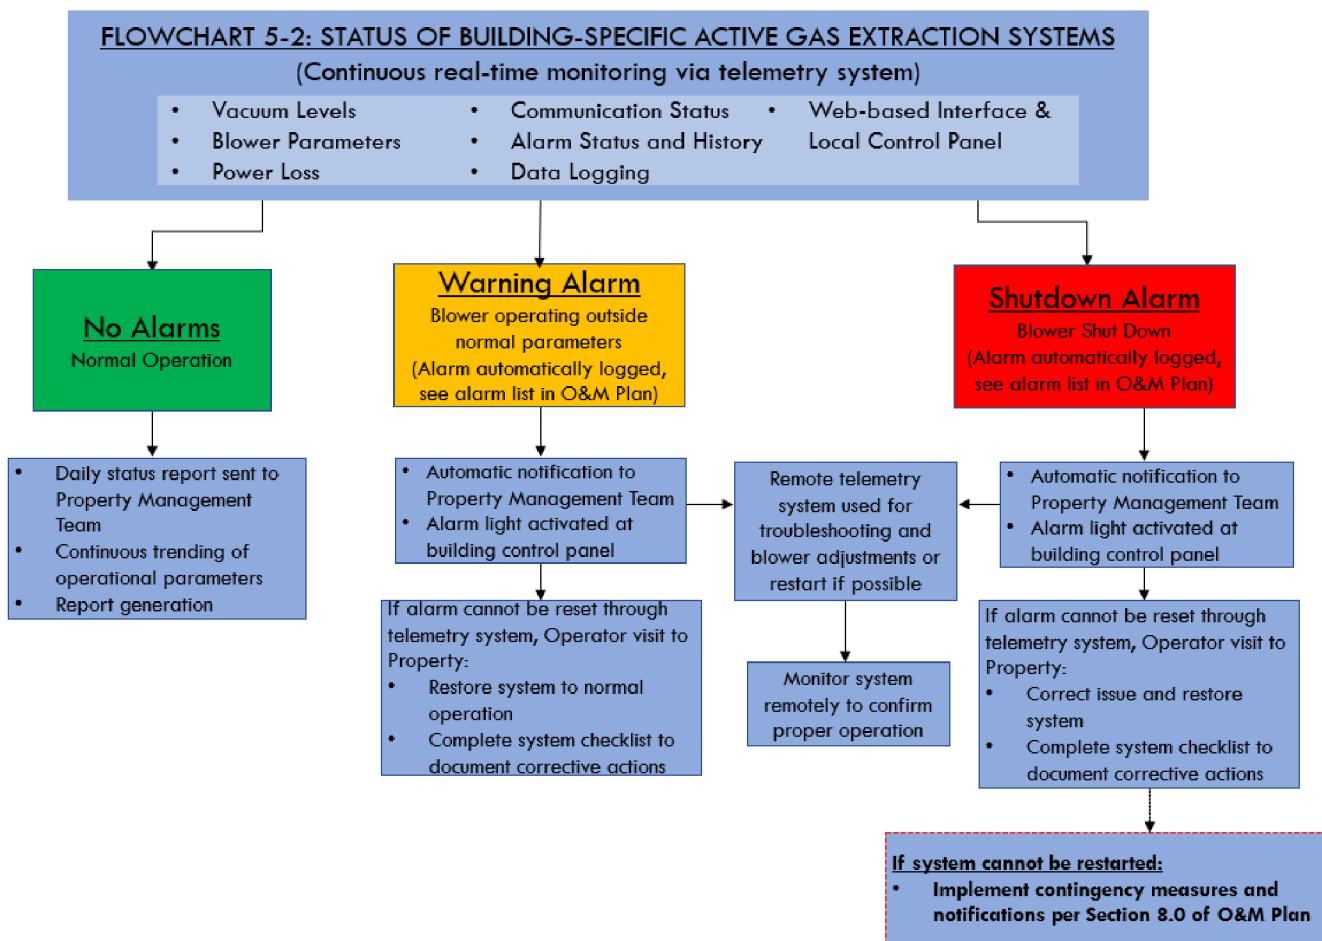 FLOWCHART 5-2: STATUS OF BUILDING-SPECIFIC ACTIVE GAS EXTRACTION SYSTEMS
(Continuous real-time monitoring via telemetry system)
• Vacuum Levels
• Blower Parameters
• Power Loss
• Communication Status
• Alarm Status and History
• Data Logging
• Web-based Interface &
Local Control Panel
No Alarms
Normal Operation
• Daily status report sent to
Property Management
Team
• Continuous trending of
operational parameters
• Report generation
Warning Alarm
Blower operating outside
normal parameters
(Alarm automatically logged,
see alarm list in O&M Plan)
• Automatic notification to
Property Management Team
• Alarm light activated at
building control panel
If alarm cannot be reset through
telemetry system, Operator visit to
Property:
• Restore system to normal
operation
• Complete system checklist to
document corrective actions
Remote telemetry
system used for
troubleshooting and
blower adjustments or
restart if possible
Monitor system
remotely to confirm
proper operation
Shutdown Alarm
Blower Shut Down
(Alarm automatically logged,
see alarm list in O&M Plan)
• Automatic notification to
Property Management Team
• Alarm light activated at
building control panel
If alarm cannot be reset through
telemetry system, Operator visit to
Property:
• Correct issue and restore
system
• Complete system checklist to
document corrective actions
If system cannot be restarted:
• Implement contingency measures and
notifications per Section 8.0 of O&M Plan